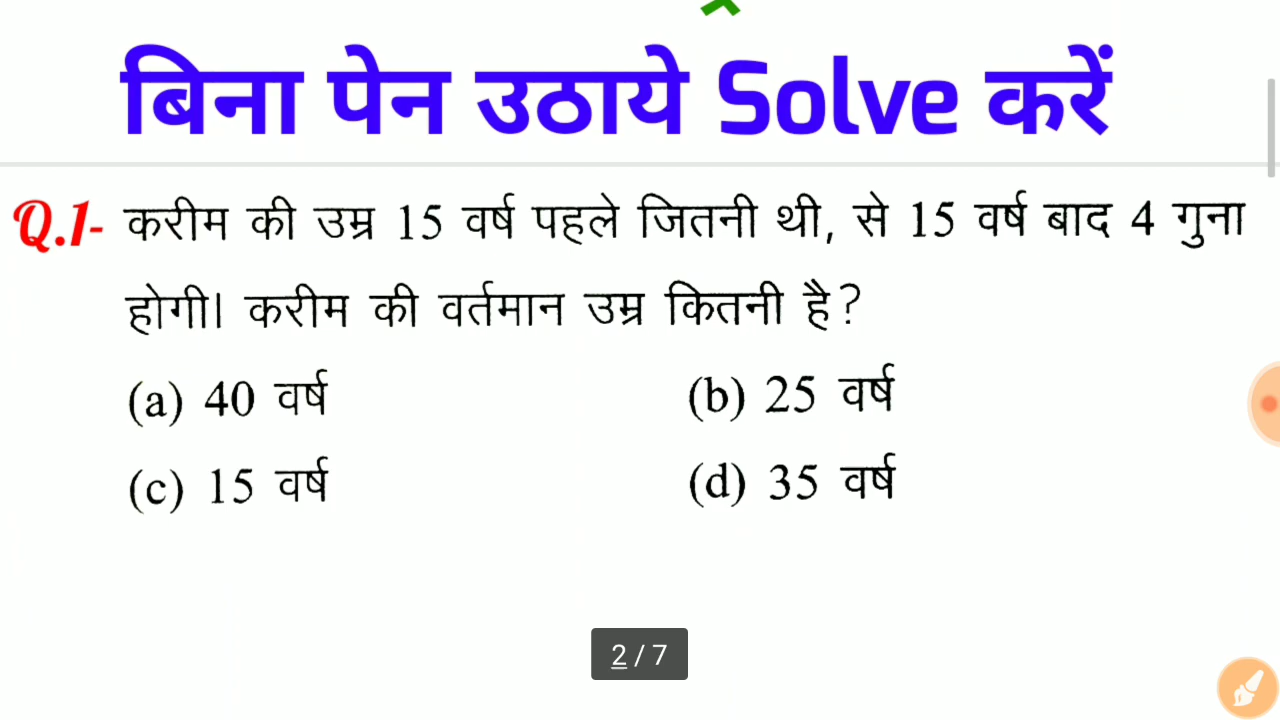 बिना पेन उठाये Solve करें
Q.1- करीम की उम्र 15 वर्ष पहले जितनी थी, से 15 वर्ष बाद 4 गुना
होगी। करीम की वर्तमान उम्र कितनी है?
(a) 40 वर्ष (b) 25 वर्ष
(c) 15 वर्ष (d) 35 वर्ष
2 / 7